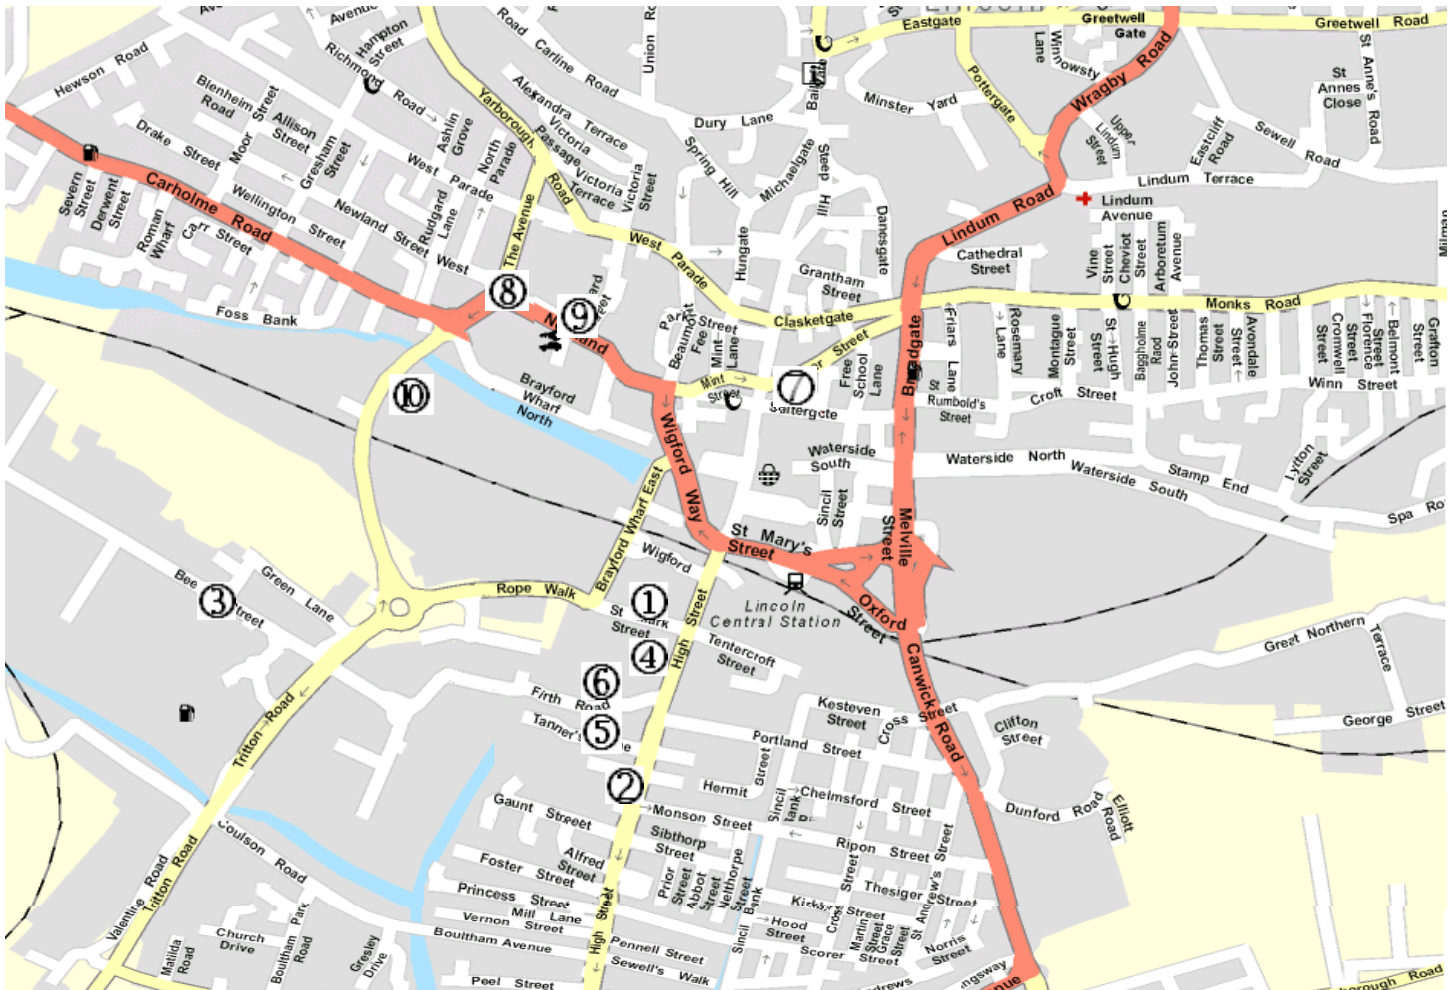 Eastgate
Greetwell
Gate
Greetwell Road
Hampton
Street
Avenue
Richmond Road
Road
Carline Road
Union
Hewson Road
Winnowsty
Lane
Wragby Road
St Anne's Road
St
Annes
Close
Blenheim
Road
Moor Street
Allison
Street
Drake Street
Gresham
Street
Ashlin
Grove
Yarborough
Road
Alexandra Terrace
Victoria
Passage
Victoria
Terrace
Victoria
Street
Dury Lane
Minster Yard
Pottergate
Upper
Lindum
Street
Eastcliff
Road
Sewell Road
North
Parade
West Parade
Spring Hill
Michaelgate
Steep Hill
Lindum Terrace
Lindum
Avenue
Severn
Street
Derwent
Street
Carholme Road
Wellington
Street
Roman
Wharf
Carr Street
Newland Street West
Rudgard
Lane
The Avenue
West Parade
Hungate
Danesgate
Lindum Road
Cathedral
Street
Vine
Street
Cheviot
Street
Arboretum
Avenue
Grantham
Street
Monks Road
Foss Bank
8
9
Park Street
Beaumont
Fee
Mint
Lane
Clasketgate
Mint
Street
7
Saltergate
Free
School
Lane
Broadgate
Friars Lane
Rosemary
Lane
Montague
Street
St Hugh
Street
Baggholme
Raod
John Street
Thomas
Street
Avondale
Street
Cromwell
Street
Florence
Street
Belmont
Street
Grafton
Street
Winn Street
St
Rumbold's
Street
Croft Street
10
Brayford
Wharf
North
Wigford Way
Waterside
South
Waterside North
Waterside South
Stamp End
Lytton
Street
Spa
Sincil
Street
Brayford Wharf East
St Mary's
Street
Melville
Street
Wigford
Rope Walk
Green Lane
3
1
High Street
Lincoln
Central Station
Oxford
Street
4
Tentercroft
Street
Great Northern Terrace
Canwick Road
Tritton Road
6
Firth Road
5
Kesteven
Street
Cross Street
Clifton
Street
George Street
Portland Street
2
Hermit
Street
Sincil
Bank
Chelmsford Street
Dunford Road
Elliott
Road
Gaunt Street
Monson Street
Sibthorp
Street
Ripon Street
Coulson Road
Alfred
Street
Foster Street
Princess Street
Mill Lane
Vernon Street
Boultham Avenue
Prior
Street
Abbot
Street
Nelthorpe
Street
Sincil Bank
Thesiger Street
St Andrew's Street
Hood
Street
Cross Street
Martin
Street
Grace
Street
Norris
Street
Valentine Road
Tritton Road
Church
Drive
Matilda
Road
Boultham Park
Road
Gresley
Drive
High Street
Pennell Street
Sewell's Walk
Scorer Street
Peel Street